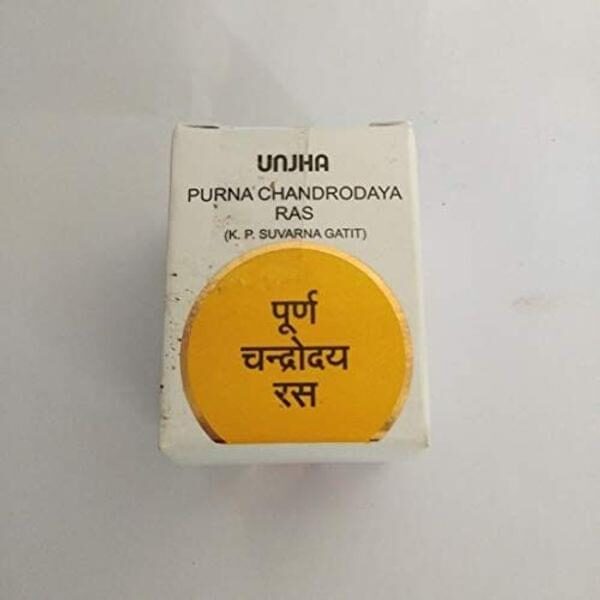 UNJHA
PURNA CHANDRODAYA
RAS
(K. P. SUVARNA GATIT)
पूर्ण
चन्द्रोदय
रस